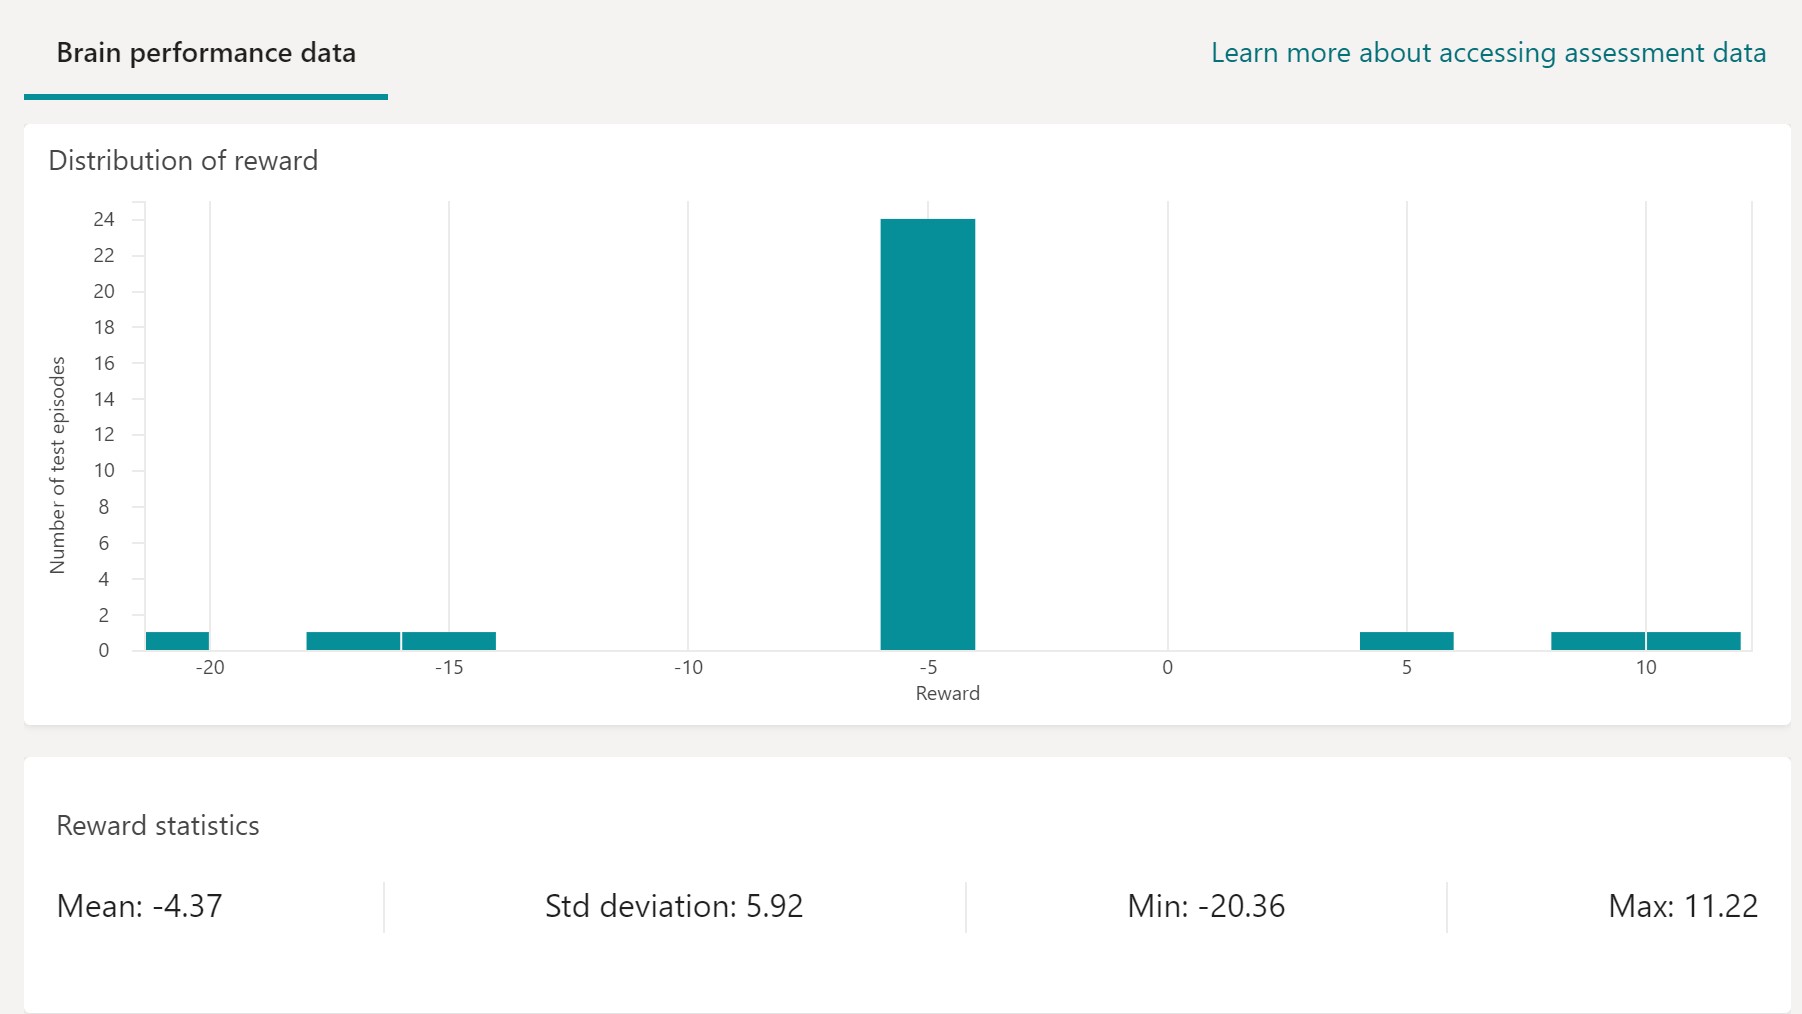 Brain performance data
Learn more about accessing assessment data
Distribution of reward
24
22
20
18
16
14
12
10
8
6
4
2
0
Number of test episodes
-20 -15 -10 -5 0 5 10
Reward
Reward statistics
Mean: -4.37 Std deviation: 5.92 Min: -20.36 Max: 11.22